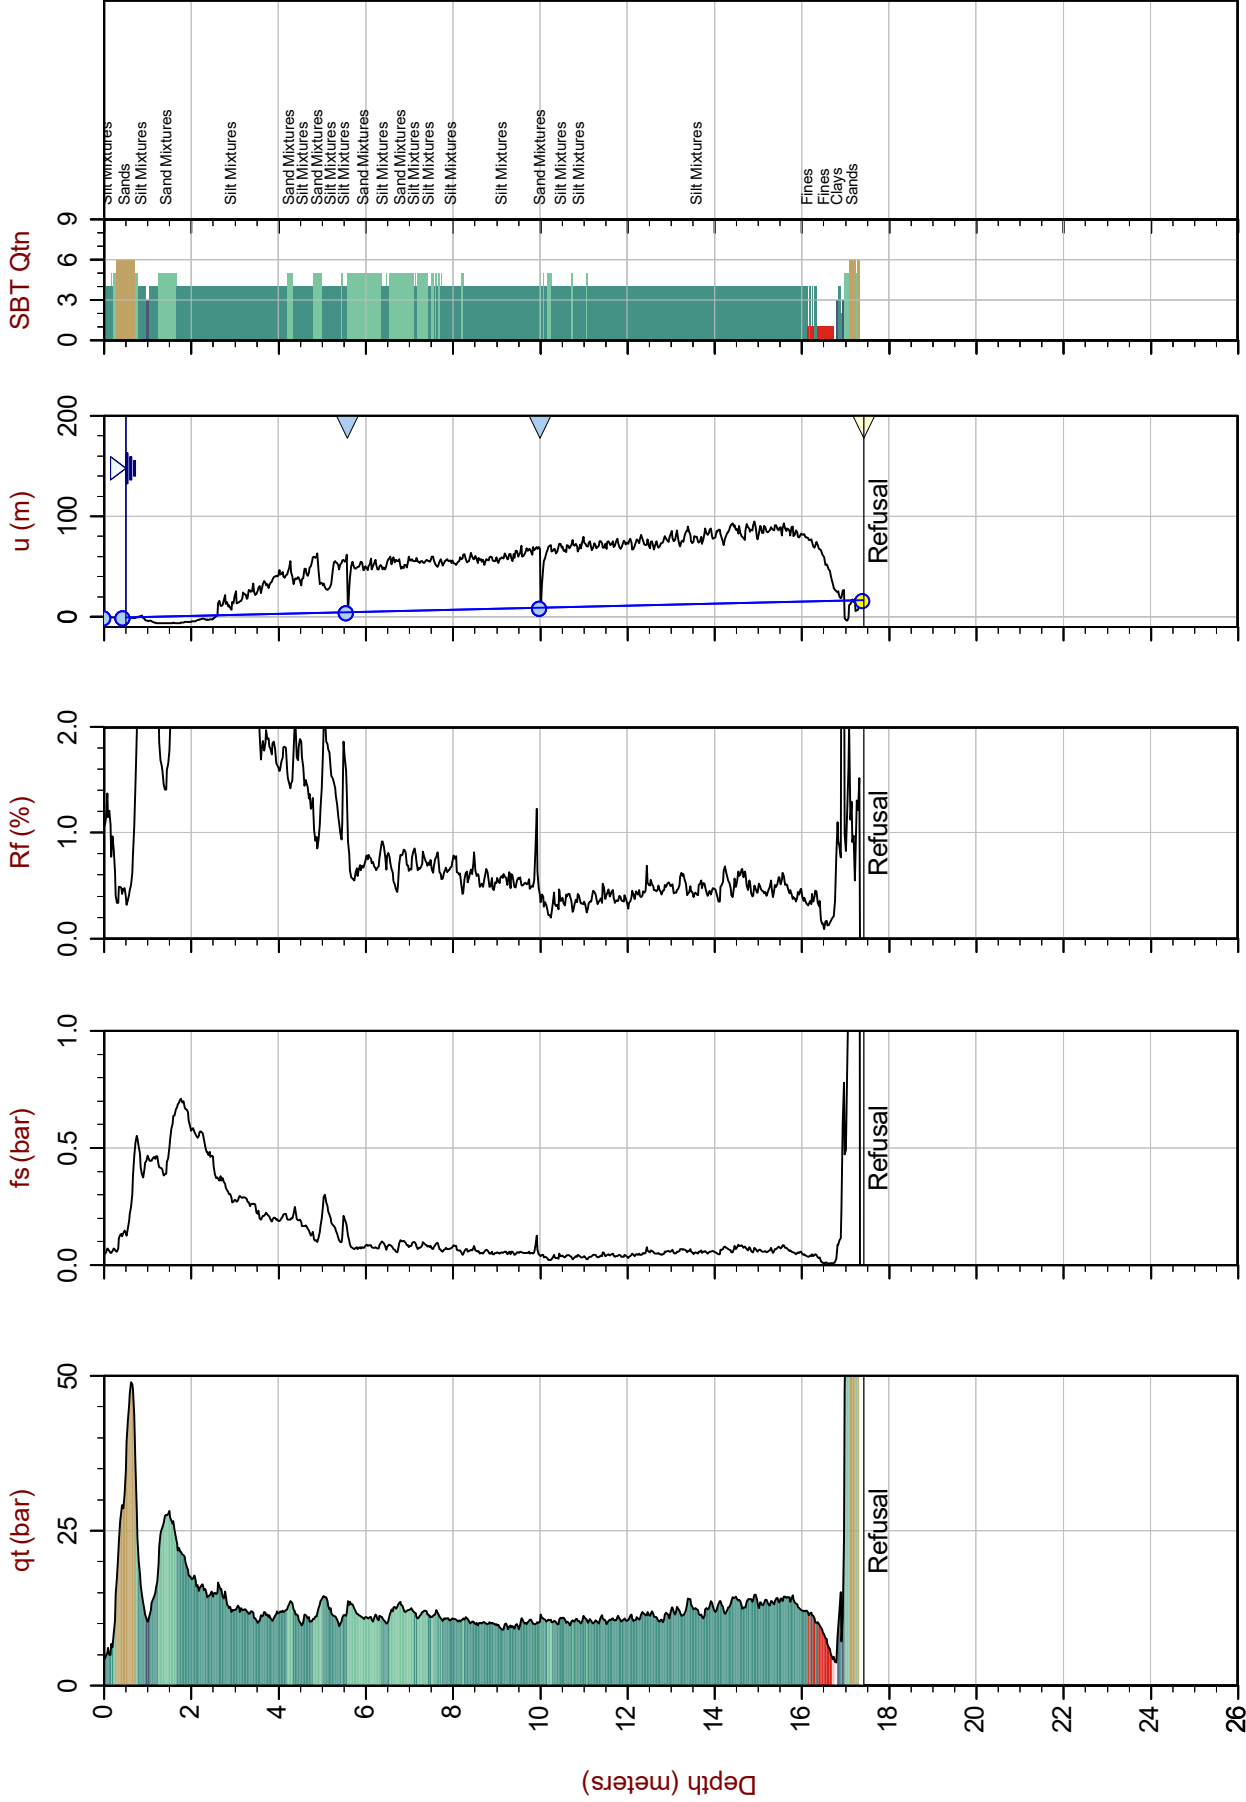 qt (bar)
fs (bar)
Rf (%)
u (m)
SBT Qtn
0 25 50
0.0 0.5 1.0
0.0 1.0 2.0
0 100 200
0 3 6 9
Depth (meters)
0
2
4
6
8
10
12
14
16
18
20
22
24
26
Refusal
Refusal
Refusal
Refusal
Silt Mixtures
Sands
Silt Mixtures
Sand Mixtures
Silt Mixtures
Sand Mixtures
Silt Mixtures
Sand Mixtures
Silt Mixtures
Silt Mixtures
Sand Mixtures
Silt Mixtures
Sand Mixtures
Silt Mixtures
Silt Mixtures
Silt Mixtures
Silt Mixtures
Sand Mixtures
Silt Mixtures
Silt Mixtures
Silt Mixtures
Fines
Fines
Clays
Sands